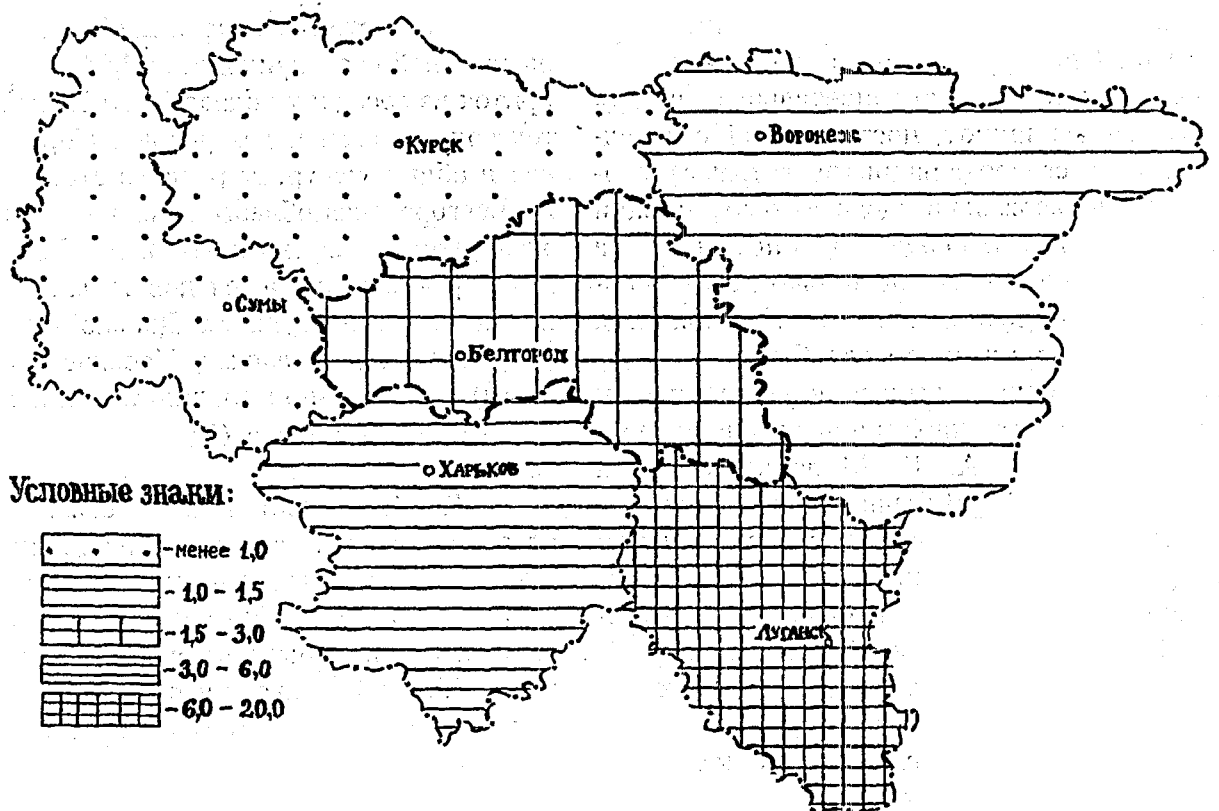 Курск
Воронеж
Сумы
Белгород
Харьков
Условные знаки:
-менее 1,0
-1,0 - 1,5
-1,5 - 3,0
-3,0 - 6,0
-6,0 - 20,0
Луганск